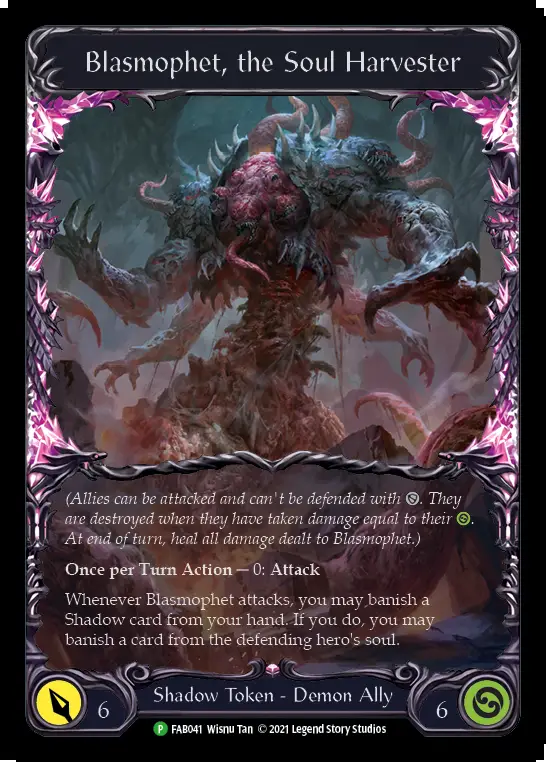 Blasmophet, the Soul Harvester
(Allies can be attacked and can't be defended with . They
are destroyed when they have taken damage equal to their .
At end of turn, heal all damage dealt to Blasmophet.)
Once per Turn Action — 0: Attack
Whenever Blasmophet attacks, you may banish a
Shadow card from your hand. If you do, you may
banish a card from the defending hero's soul.
6 Shadow Token - Demon Ally 6
P FAB041 Wisnu Tan © 2021 Legend Story Studios